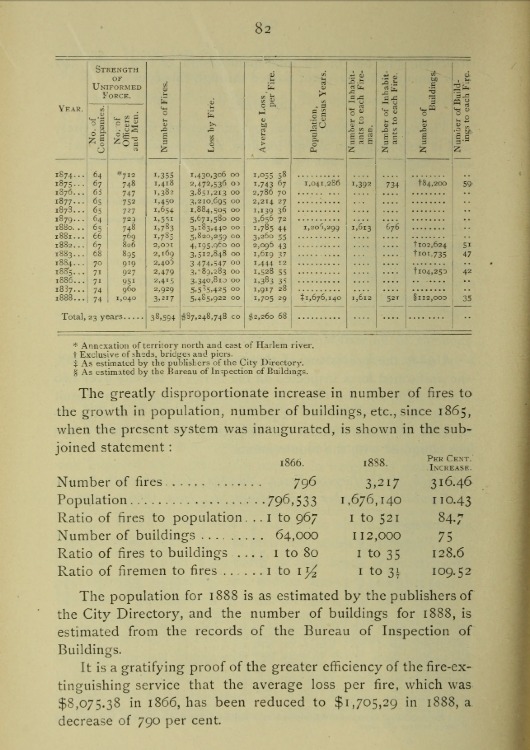 82
YEAR. STRENGTH OF UNIFORMED FORCE. No. of Companies. No. of Officers and Men. Number of Fires. Loss by Fire. Average Loss per Fire. Population, Census Years. Number of Inhabitants to each Fireman. Number of Inhabitants to each Fire. Number of Buildings. Number of Buildings to each Fire.
1874... 64 *712 1,355 1,430,306 00 1,055 58
1875... 67 748 1,418 2,472,536 00 1,743 67 1,041,286 1,392 734 †84,200 59
1876... 65 747 1,382 3,851,213 00 2,786 70
1877... 65 752 1,450 3,210,695 00 2,214 27
1,654 1,884,505 00 1,139 36
1879... 64 723 1,551 5,671,580 00 3,656 72
1880... 65 748 1,783 3,183,440 00 1,785 44 1,206,299 1,613 676
1881... 66 769 1,785 5,820,259 00 3,260 55
1882... 67 806 2,001 4,195,960 00 2,096 43 †102,624 51
1883... 68 895 2,169 3,512,848 00 1,619 37 †101,735 47
1884... 70 919 2,406 3 474,547 00 1,444 12
1885... 71 927 2,479 00 1,528 55 †104,250 42
1886... 71 951 2,415 3,340,810 00 1,383 35
1887... 74 960 2,929 00 1,917 28
1888... 74 1,040 3,217 5,485,922 00 1,705 29 ‡1,676,140 1,612 521 §112,000 35
Total, 23 years..... 38,594 $87,248,748 00 $2,260 68
* Annexation of territory north and east of Harlem river.
† Exclusive of sheds, bridges and piers.
‡ As estimated by the publishers of the City Directory.
§ As estimated by the Bureau of Inspection of Buildings.
The greatly disproportionate increase in number of fires to
the growth in population, number of buildings, etc., since 1865,
when the present system was inaugurated, is shown in the sub-
joined statement :
1866. 1888. PER CENT. INCREASE.
Number of fires............. 796 3,217 316.46
Population.................796,533 1,676,140 110.43
Ratio of fires to population...1 to 967 1 to 521 84.7
Number of buildings......... 64,000 112,000 75
Ratio of fires to buildings .... 1 to 80 1 to 35 128.6
Ratio of firemen to fires ......1 to 1½ 1 to 3¼ 109.52
The population for 1888 is as estimated by the publishers of
the City Directory, and the number of buildings for 1888, is
estimated from the records of the Bureau of Inspection of
Buildings.
It is a gratifying proof of the greater efficiency of the fire-ex-
tinguishing service that the average loss per fire, which was
$8,075.38 in 1866, has been reduced to $1,705,29 in 1888, a
decrease of 790 per cent.